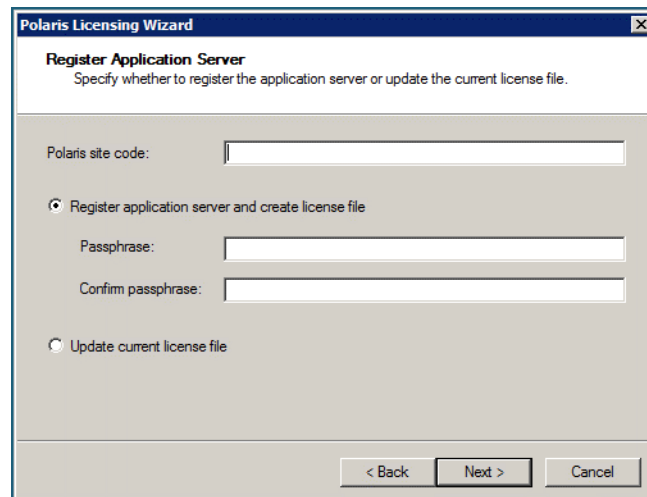 Polaris Licensing Wizard
Register Application Server
Specify whether to register the application server or update the current license file.
Polaris site code:
Register application server and create license file
Passphrase:
Confirm passphrase:
Update current license file
< Back
Next >
Cancel